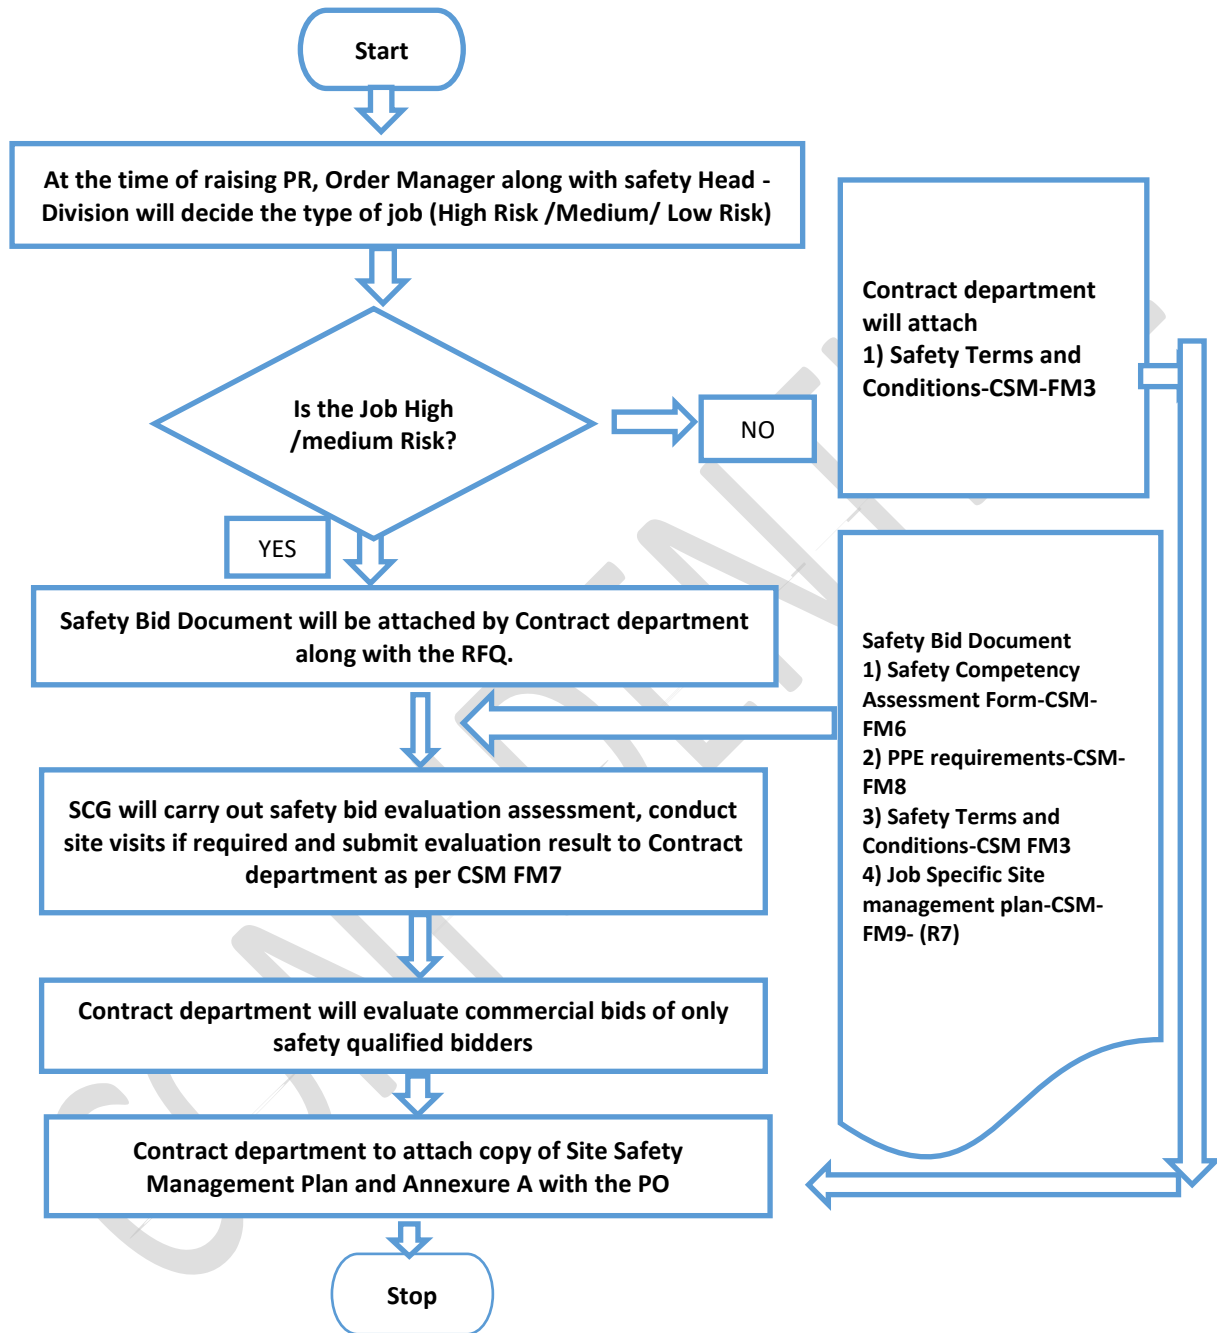 Start
At the time of raising PR, Order Manager along with safety Head -
Division will decide the type of job (High Risk /Medium/ Low Risk)
Is the Job High
/medium Risk?
NO
YES
Contract department
will attach
1) Safety Terms and
Conditions-CSM-FM3
Safety Bid Document will be attached by Contract department
along with the RFQ.
Safety Bid Document
1) Safety Competency
Assessment Form-CSM-
FM6
2) PPE requirements-CSM-
FM8
3) Safety Terms and
Conditions-CSM FM3
4) Job Specific Site
management plan-CSM-
FM9- (R7)
SCG will carry out safety bid evaluation assessment, conduct
site visits if required and submit evaluation result to Contract
department as per CSM FM7
Contract department will evaluate commercial bids of only
safety qualified bidders
Contract department to attach copy of Site Safety
Management Plan and Annexure A with the PO
Stop